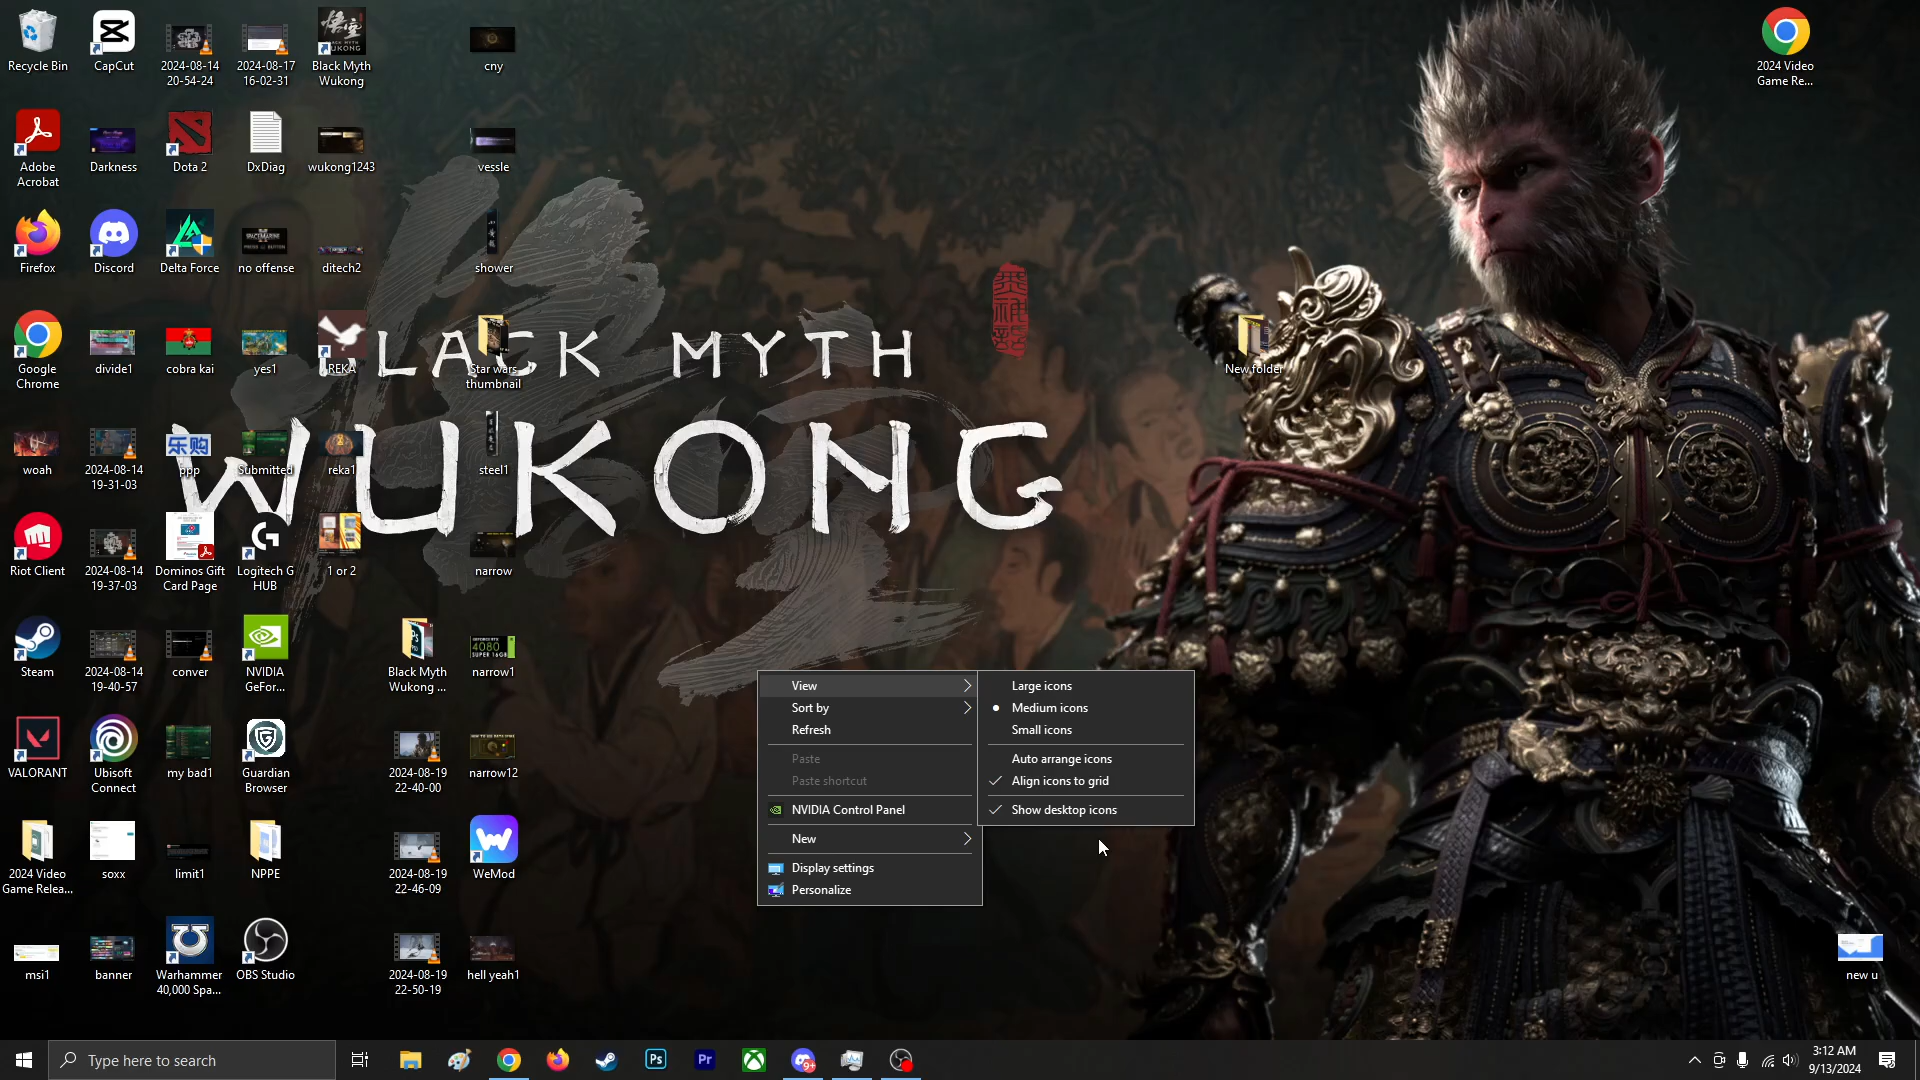 Recycle Bin
CapCut
2024-08-14
20-54-24
2024-08-17
16-02-31
Black Myth
Wukong
cny
2024 Video
Game Re...
Adobe
Acrobat
Darkness
Dota 2
DxDiag
wukong1243
vessle
Firefox
Discord
Delta Force
no offense
ditech2
shower
Google
Chrome
divide1
cobra kai
yes1
REKA
Star wars
thumbnail
New folder
LACK MYTH
WUKONG
woah
2024-08-14
19-31-03
乐购
ppp
Submitted
reka1
steel1
Riot Client
2024-08-14
19-37-03
Dominos Gift
Card Page
Logitech G
HUB
1 or 2
narrow
Steam
2024-08-14
19-40-57
conver
NVIDIA
GeFor...
Black Myth
Wukong ...
narrow1
VALORANT
Ubisoft
Connect
my bad1
Guardian
Browser
2024-08-19
22-40-00
narrow12
2024 Video
Game Relea...
soxx
limit1
NPPE
2024-08-19
22-46-09
WeMod
msi1
banner
Warhammer
40,000 Spa...
OBS Studio
2024-08-19
22-50-19
hell yeah1
new u
View
Sort by
Refresh
Paste
Paste shortcut
NVIDIA Control Panel
New
Display settings
Personalize
Large icons
Medium icons
Small icons
Auto arrange icons
Align icons to grid
Show desktop icons
Type here to search
Ps
Pr
9+
3:12 AM
9/13/2024